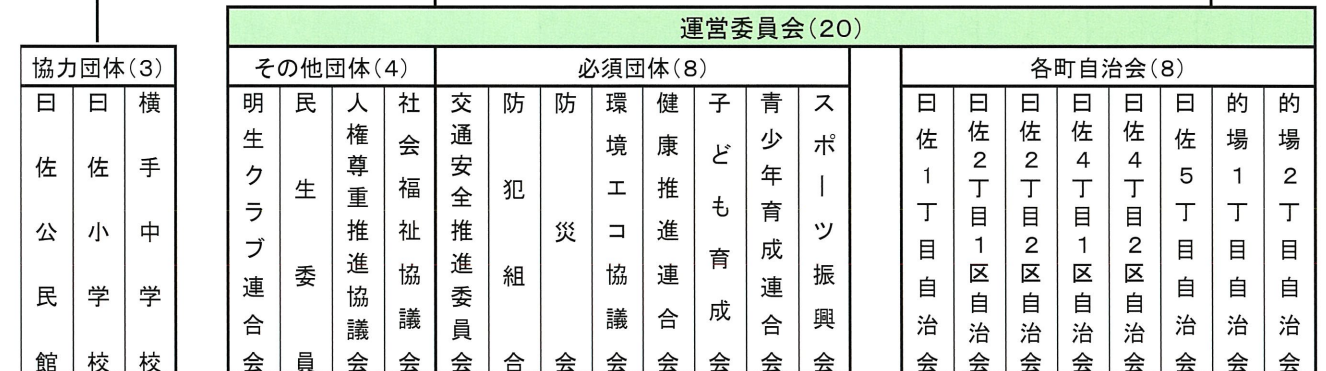 運営委員会(20)
協力団体(3)
曰佐公民館
曰佐小学校
横手中学校
その他団体(4)
明生クラブ連合会
民生委員
人権尊重推進協議会
社会福祉協議会
必須団体(8)
交通安全推進委員会
防犯組合
防災会
環境エコ協議会
健康推進連合会
子ども育成会
青少年育成連合会
スポーツ振興会
各町自治会(8)
曰佐1丁目自治会
曰佐2丁目1区自治会
曰佐2丁目2区自治会
曰佐4丁目1区自治会
曰佐4丁目2区自治会
曰佐5丁目自治会
的場1丁目自治会
的場2丁目自治会